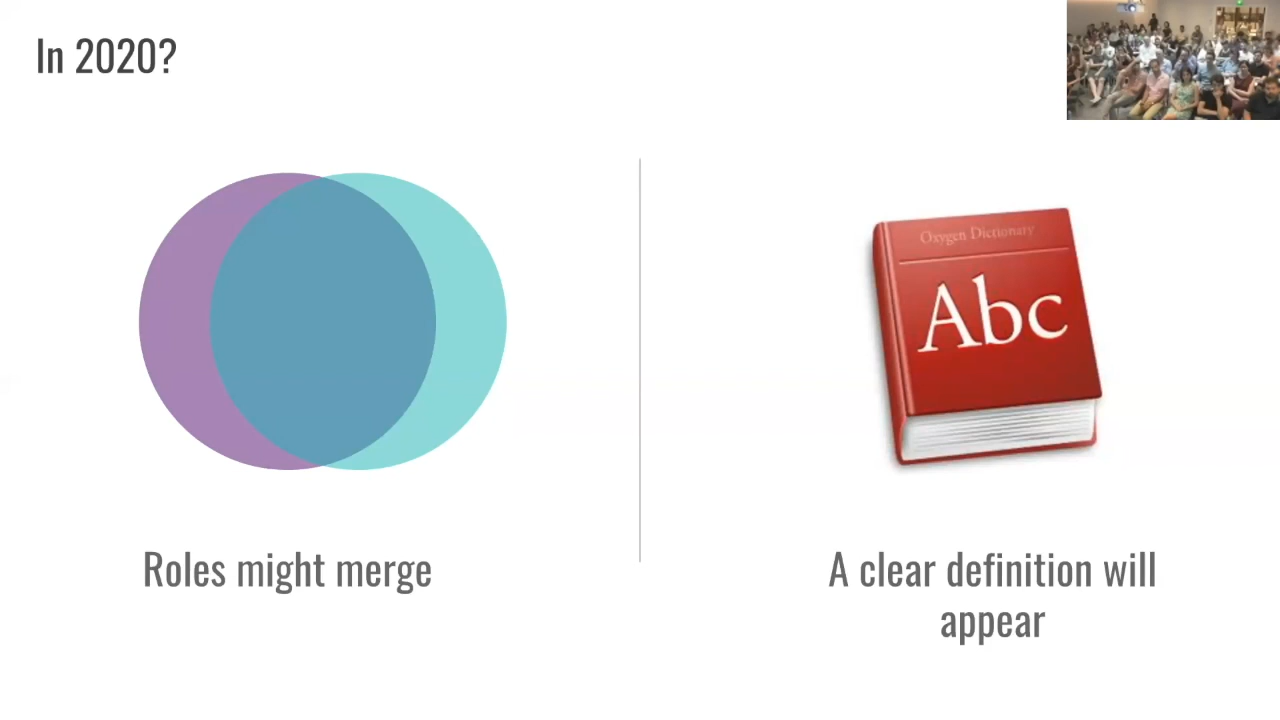 In 2020?
Oxygen Dictionary
Abc
Roles might merge
A clear definition will
appear